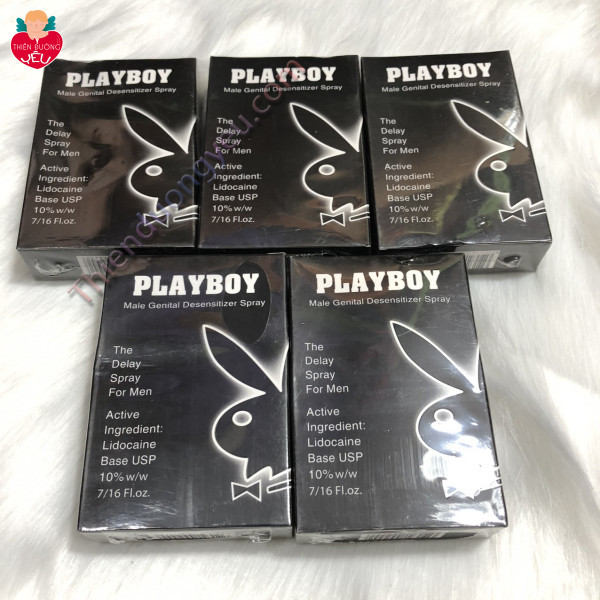 THIÊN ĐƯỜNG
YÊU
PLAYBOY
Male Genital Desensitizer Spray
The
Delay
Spray
For Men
Active
Ingredient:
Lidocaine
Base USP
10% w/w
7/16 Fl.oz.
PLAYBOY
Male Genital Desensitizer Spray
The
Delay
Spray
For Men
Active
Ingredient:
Lidocaine
Base USP
10% w/w
7/16 Fl.oz.
PLAYBOY
Male Genital Desensitizer Spray
The
Delay
Spray
For Men
Active
Ingredient:
Lidocaine
Base USP
10% w/w
7/16 Fl.oz.
PLAYBOY
Male Genital Desensitizer Spray
The
Delay
Spray
For Men
Active
Ingredient:
Lidocaine
Base USP
10% w/w
7/16 Fl.oz.
PLAYBOY
Male Genital Desensitizer Spray
The
Delay
Spray
For Men
Active
Ingredient:
Lidocaine
Base USP
10% w/w
7/16 Fl.oz.